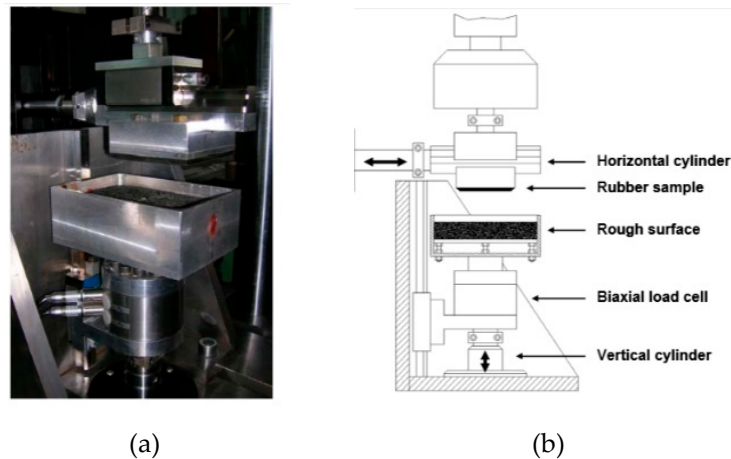 Horizontal cylinder
Rubber sample
Rough surface
Biaxial load cell
Vertical cylinder
(a)
(b)